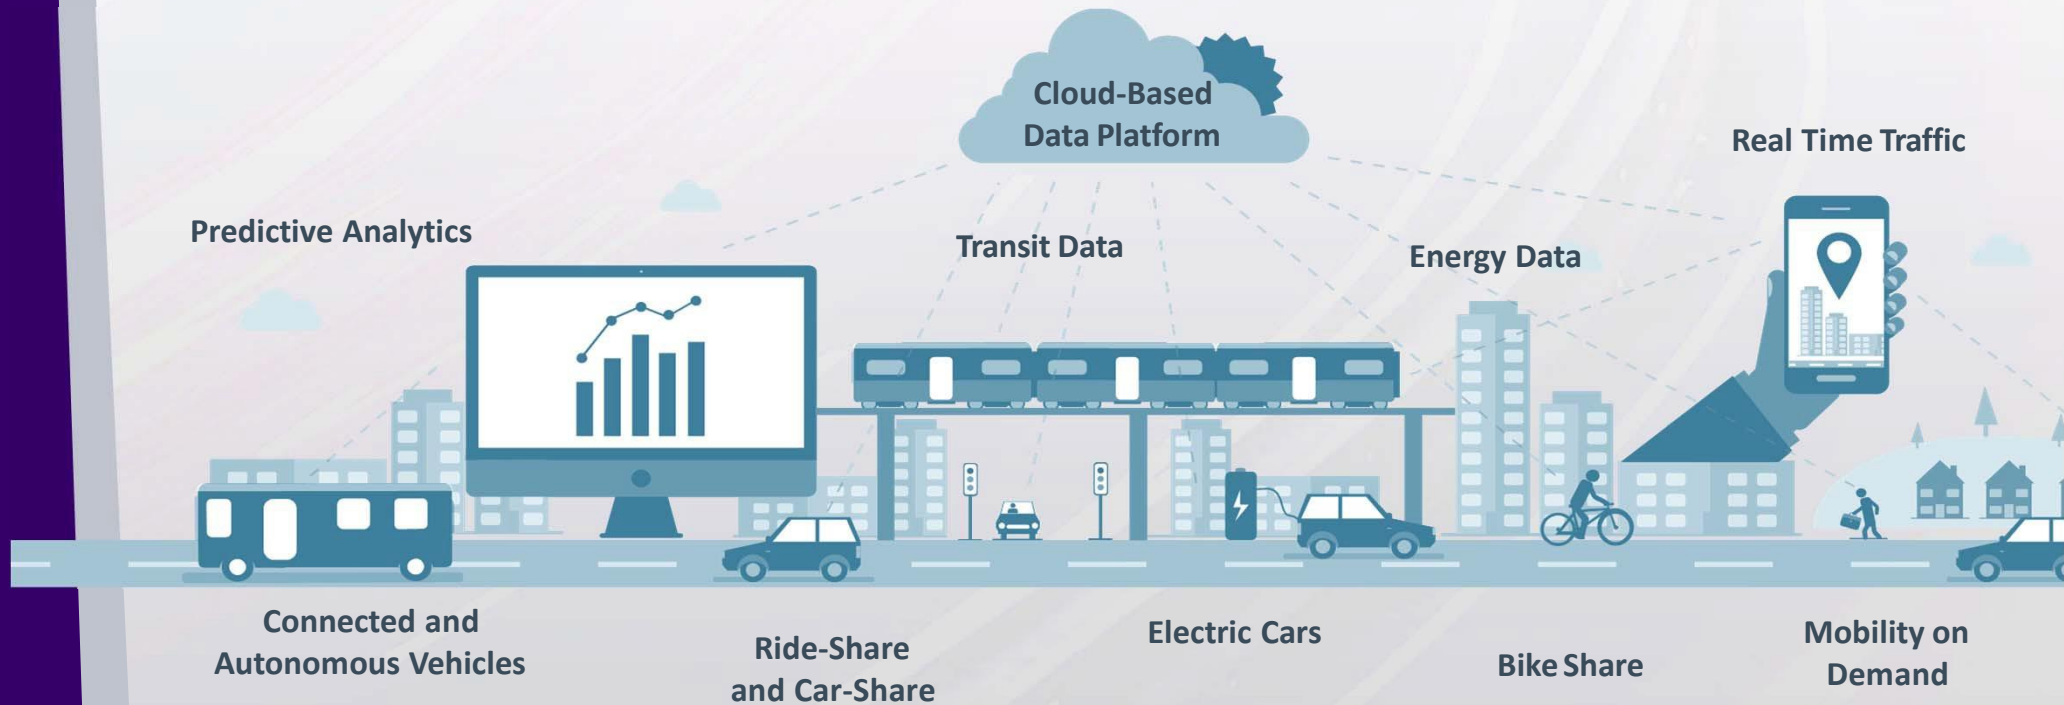 Cloud-Based
Data Platform
Real Time Traffic
Predictive Analytics
Transit Data
Energy Data
Connected and
Autonomous Vehicles
Ride-Share
and Car-Share
Electric Cars
Bike Share
Mobility on
Demand